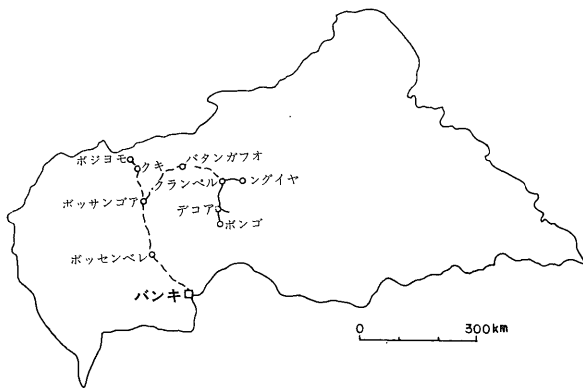 ボジヨモ
クキ
バタンガフオ
クランペル
ングイヤ
ボッサンゴア
デコア
ボンゴ
ボッセンベレ
バンキ
0 300km